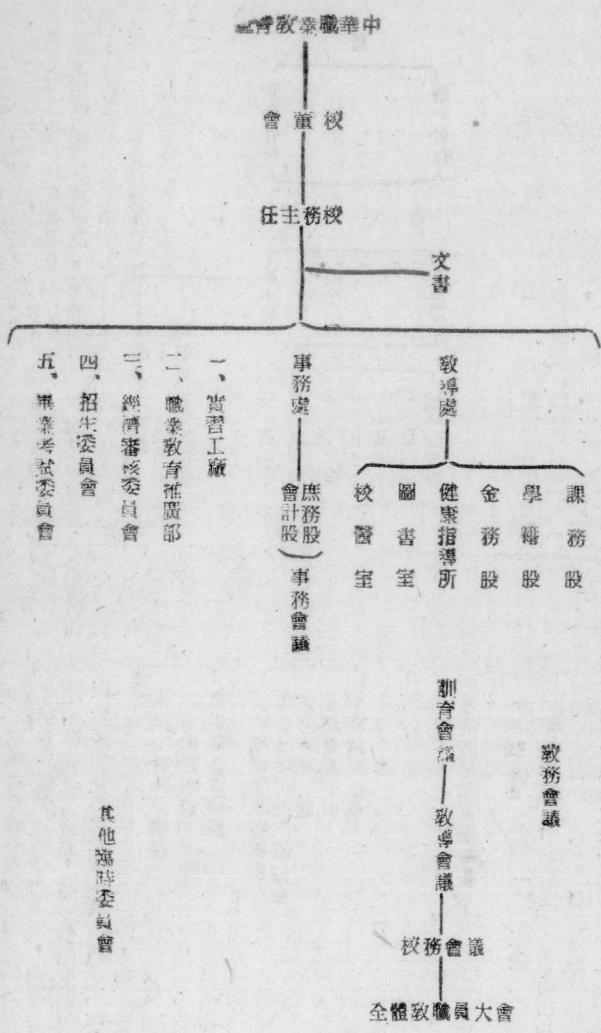 中華職業教育社
校董會
校務主任
文書
教導處
課務股
學籍股
金務股
健康指導所
圖書室
校醫室
事務處
庶務股
會計股
事務會議
一、實習工廠
二、職業教育推廣部
三、經濟審核委員會
四、招生委員會
五、畢業考試委員會
教務會議
訓育會議
教導會議
其他臨時委員會
校務會議
全體教職員大會